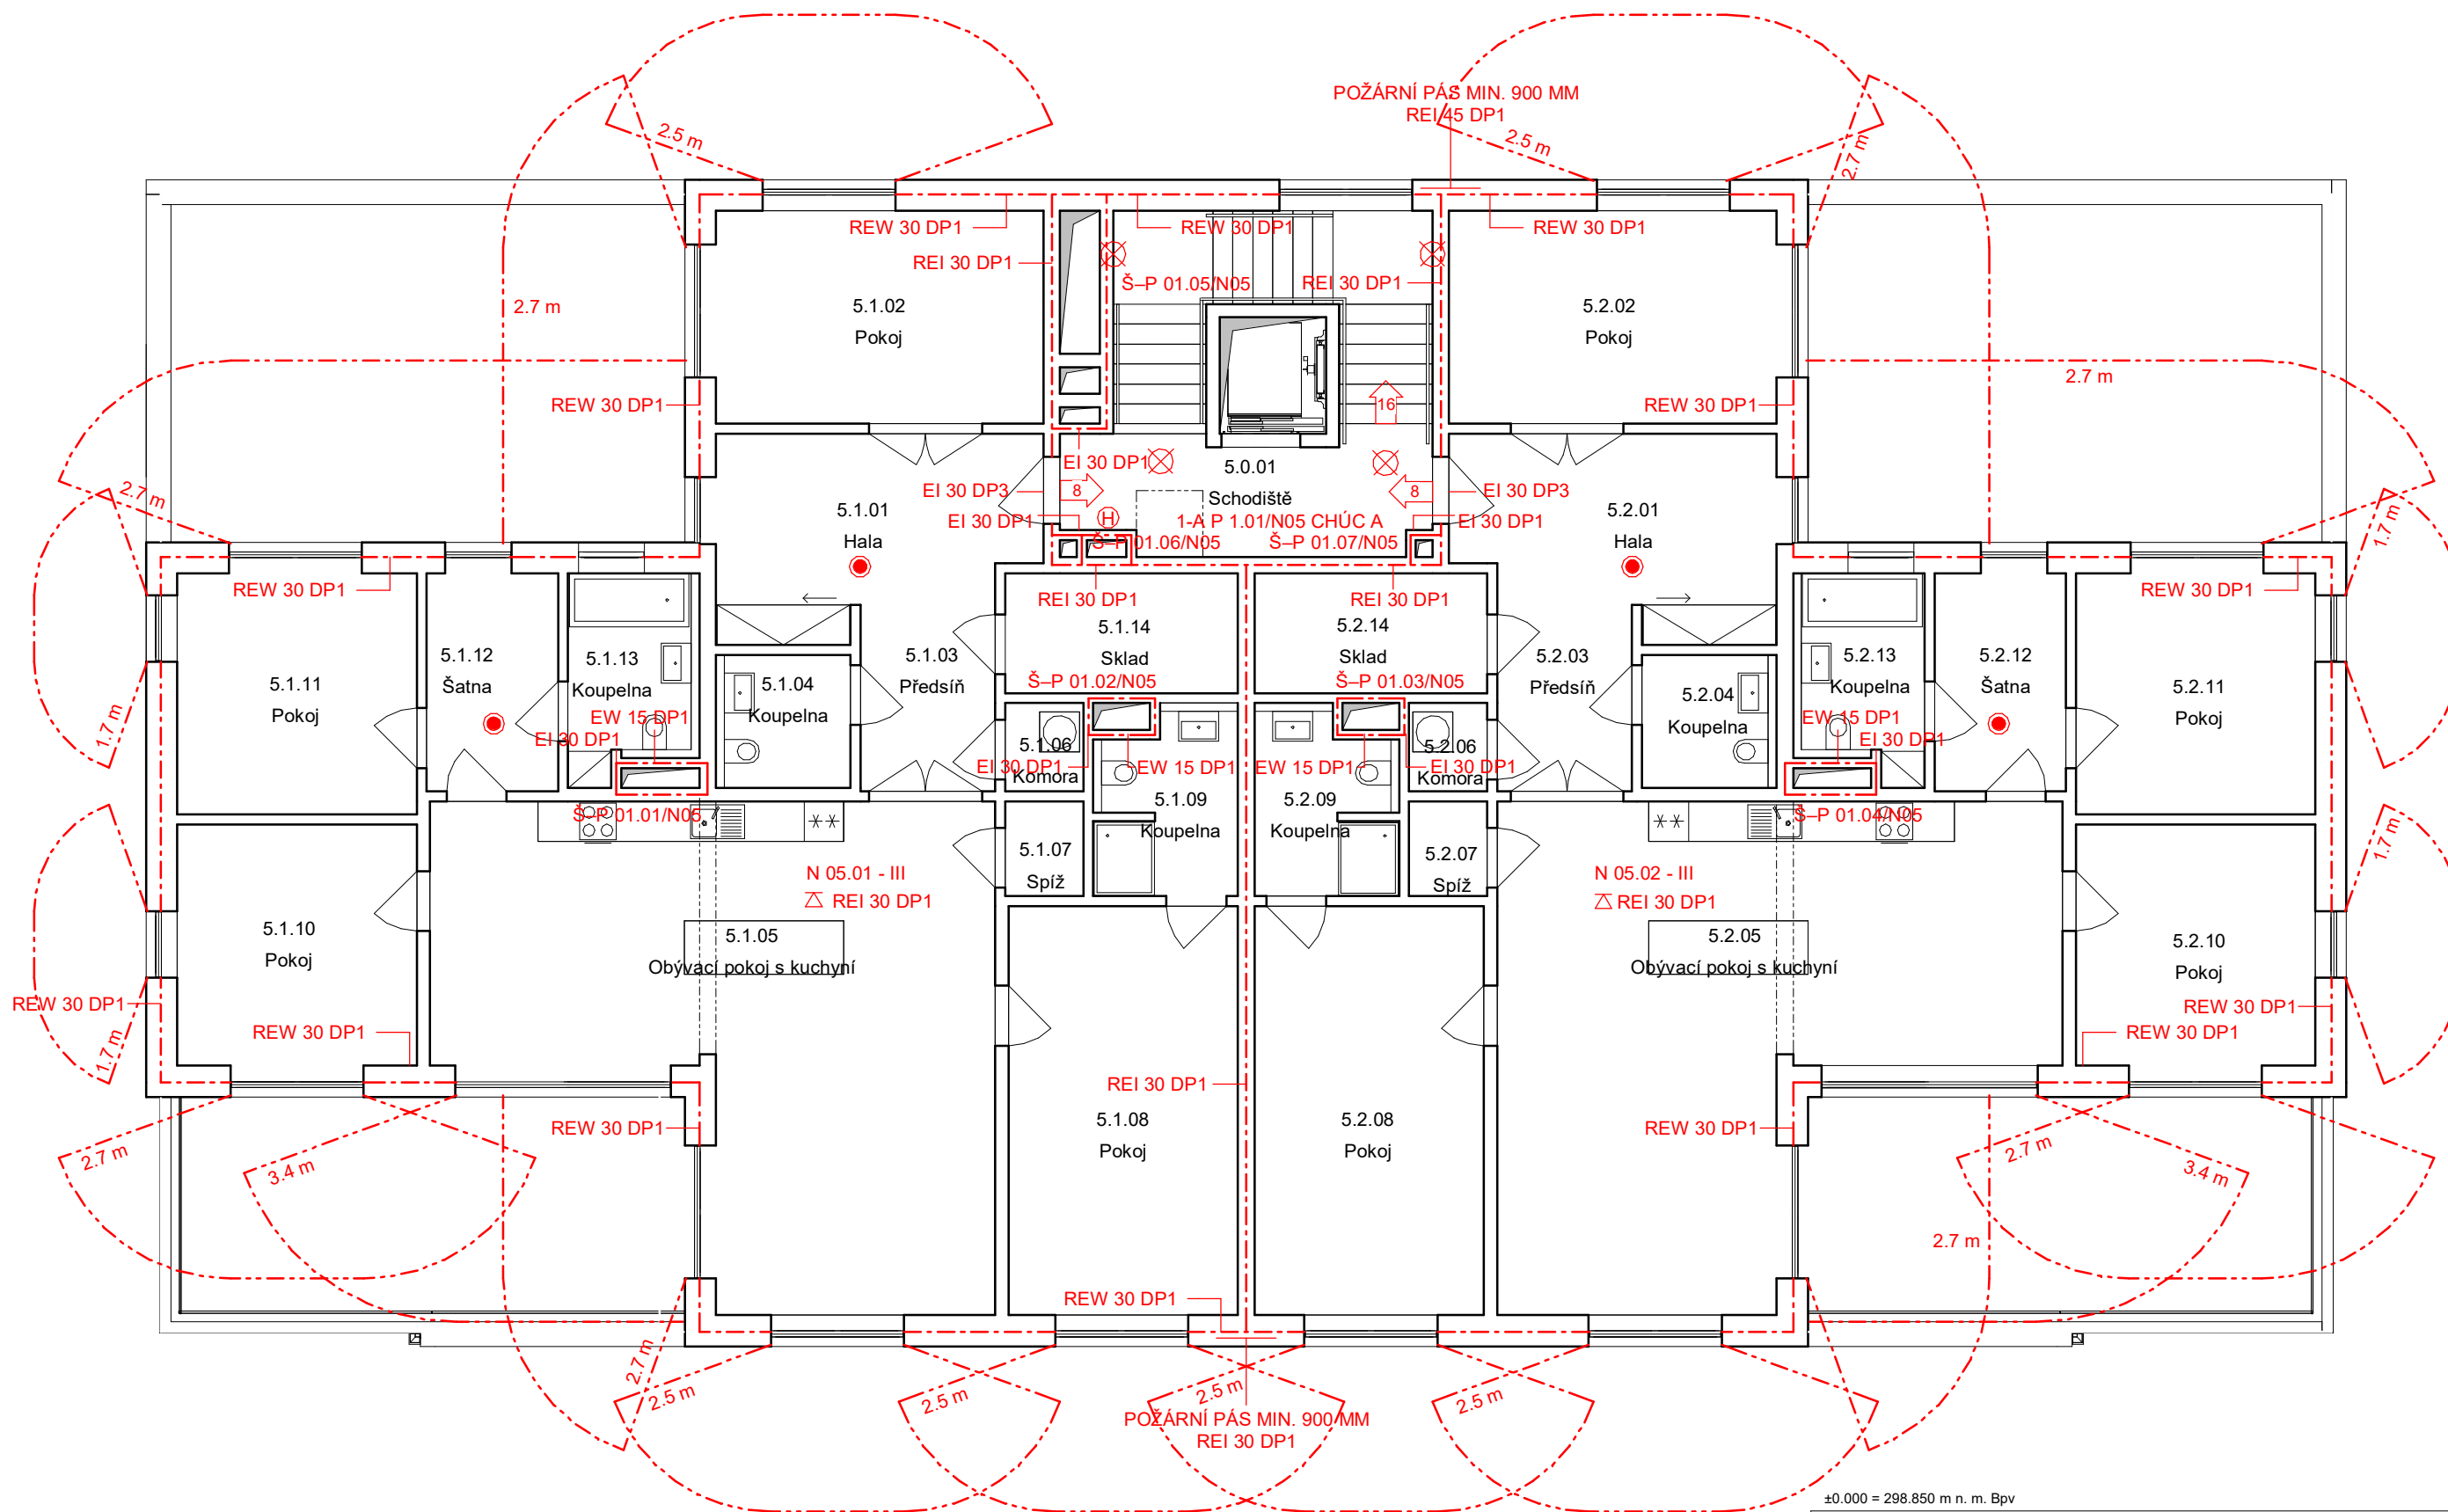 POŽÁRNÍ PÁS MIN. 900 MM
REI 45 DP1
2.5 m
2.5 m
2.7 m
REW 30 DP1
REW 30 DP1
REW 30 DP1
REI 30 DP1
Š–P 01.05/N05
REI 30 DP1
2.7 m
5.1.02
Pokoj
5.2.02
Pokoj
2.7 m
REW 30 DP1
16
REW 30 DP1
EI 30 DP1
5.0.01
Schodiště
2.7 m
EI 30 DP3
8
8
EI 30 DP3
5.1.01
Hala
EI 30 DP1
H
1-A P 1.01/N05 CHÚC A
EI 30 DP1
5.2.01
Hala
1.7 m
Š–P 01.06/N05
Š–P 01.07/N05
REW 30 DP1
REI 30 DP1
REI 30 DP1
REW 30 DP1
5.1.14
Sklad
5.2.14
Sklad
5.1.11
Pokoj
5.1.12
Šatna
5.1.13
Koupelna
5.1.04
Koupelna
5.1.03
Předsíň
Š–P 01.02/N05
Š–P 01.03/N05
5.2.03
Předsíň
5.2.04
Koupelna
5.2.13
Koupelna
5.2.12
Šatna
5.2.11
Pokoj
1.7 m
EW 15 DP1
EI 30 DP1
EW 15 DP1
EI 30 DP1
5.1.06
Komora
EI 30 DP1
EW 15 DP1
EW 15 DP1
5.2.06
Komora
EI 30 DP1
5.1.09
Koupelna
5.2.09
Koupelna
Š–P 01.01/N05
Š–P 01.04/N05
1.7 m
5.1.07
Spíž
5.2.07
Spíž
N 05.01 - III
REI 30 DP1
N 05.02 - III
REI 30 DP1
5.1.10
Pokoj
5.1.05
Obývací pokoj s kuchyní
5.2.05
Obývací pokoj s kuchyní
5.2.10
Pokoj
REW 30 DP1
REW 30 DP1
REW 30 DP1
REW 30 DP1
1.7 m
REI 30 DP1
5.1.08
Pokoj
5.2.08
Pokoj
REW 30 DP1
REW 30 DP1
2.7 m
3.4 m
2.7 m
3.4 m
2.7 m
REW 30 DP1
2.7 m
2.5 m
2.5 m
2.5 m
2.5 m
POŽÁRNÍ PÁS MIN. 900 MM
REI 30 DP1
±0.000 = 298.850 m n. m. Bpv